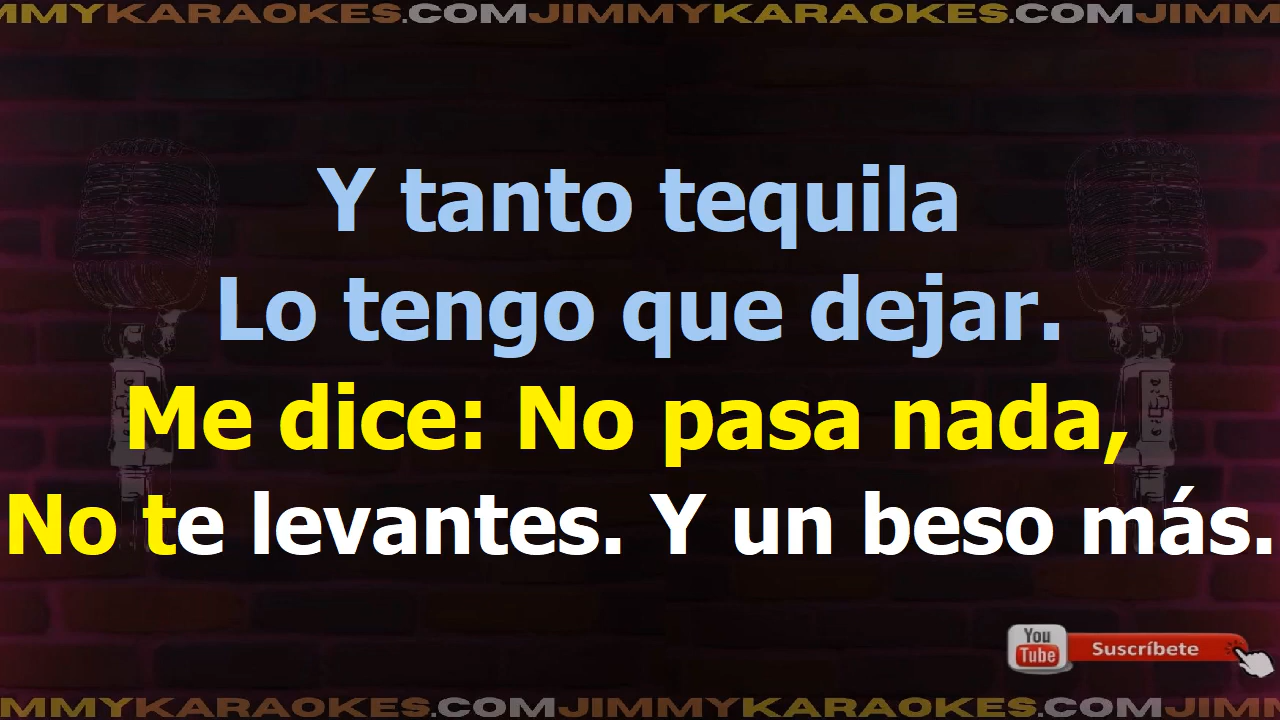 MMYKARAOKES.COMJIMMYKARAOKES.COMJIMM
Y tanto tequila
Lo tengo que dejar.
Me dice: No pasa nada,
No te levantes. Y un beso más.
You
Tube
Suscríbete
IMMYKARAOKES.COMJIMMYKARAOKES.COMJIMM